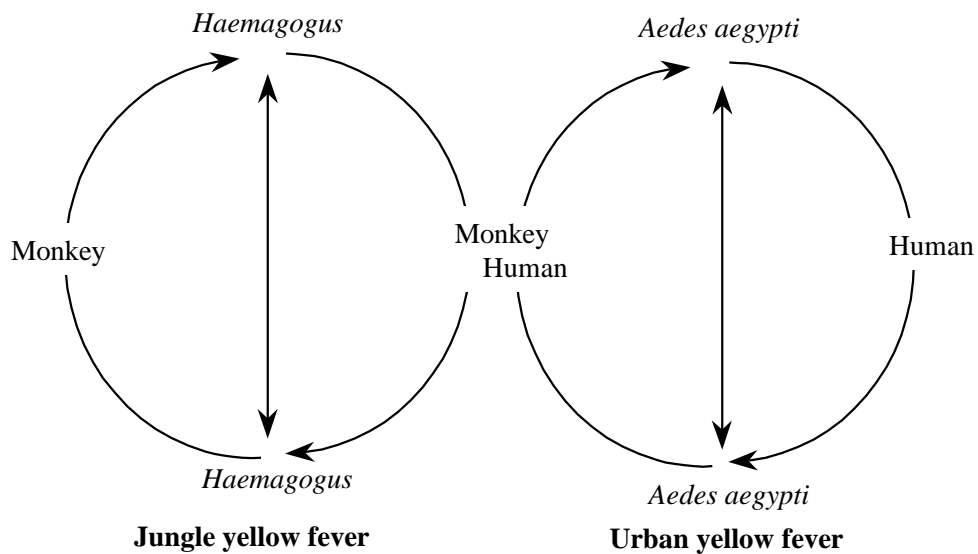 Haemagogus
Aedes aegypti
Monkey
Monkey
Human
Human
Haemagogus
Aedes aegypti
Jungle yellow fever
Urban yellow fever